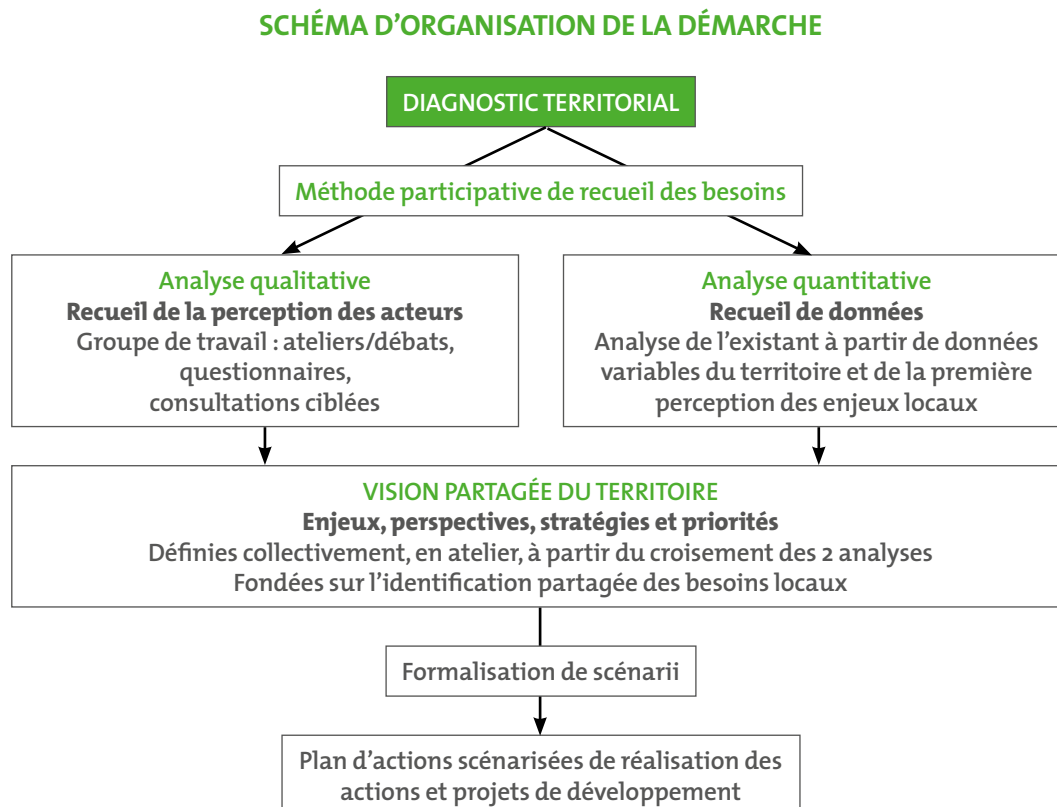 SCHÉMA D’ORGANISATION DE LA DÉMARCHE
DIAGNOSTIC TERRITORIAL
Méthode participative de recueil des besoins
Analyse qualitative
Recueil de la perception des acteurs
Groupe de travail : ateliers/débats,
questionnaires,
consultations ciblées
Analyse quantitative
Recueil de données
Analyse de l’existant à partir de données
variables du territoire et de la première
perception des enjeux locaux
VISION PARTAGÉE DU TERRITOIRE
Enjeux, perspectives, stratégies et priorités
Définies collectivement, en atelier, à partir du croisement des 2 analyses
Fondées sur l’identification partagée des besoins locaux
Formalisation de scénarii
Plan d’actions scénarisées de réalisation des
actions et projets de développement